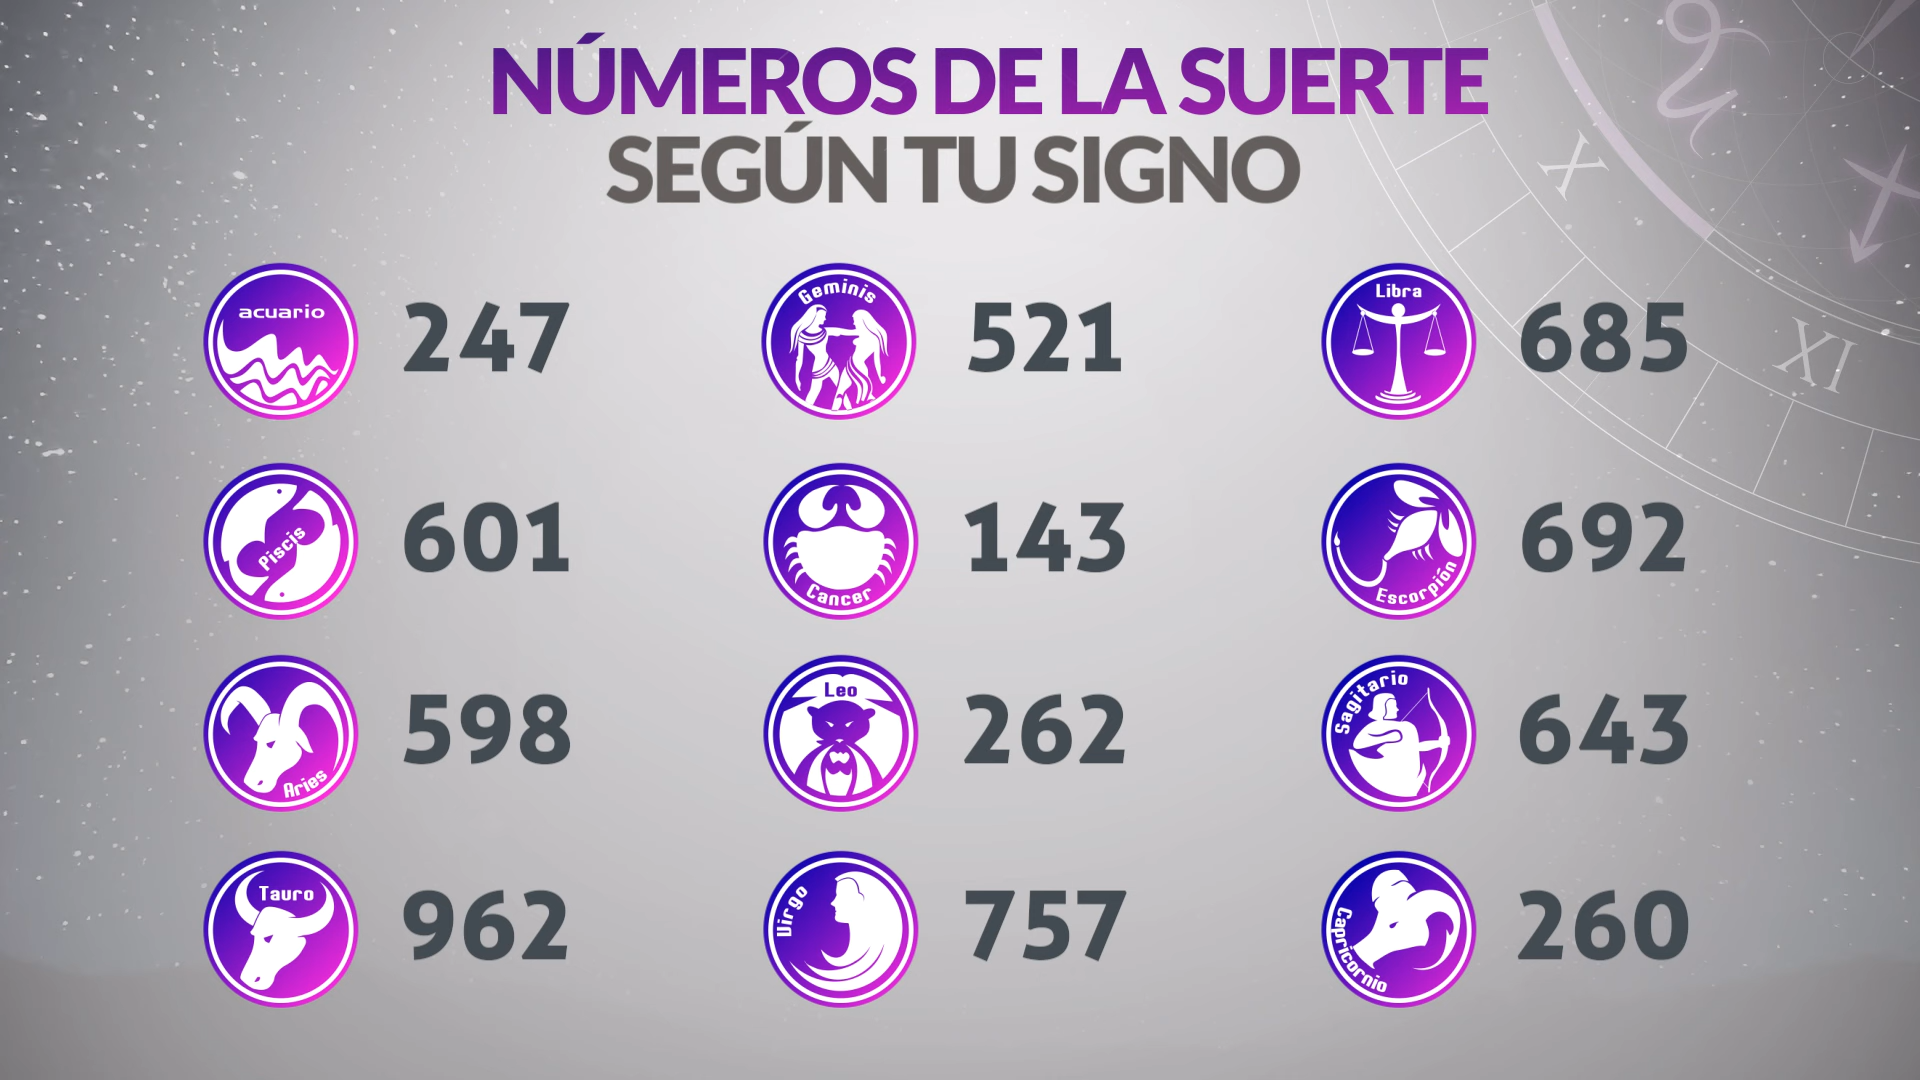 NÚMEROS DE LA SUERTE
SEGÚN TU SIGNO
acuario 247
Geminis 521
Libra 685
X
XI
Piscis 601
Cancer 143
Escorpión 692
Aries 598
Leo 262
Sagitario 643
Tauro 962
Virgo 757
Capricornio 260